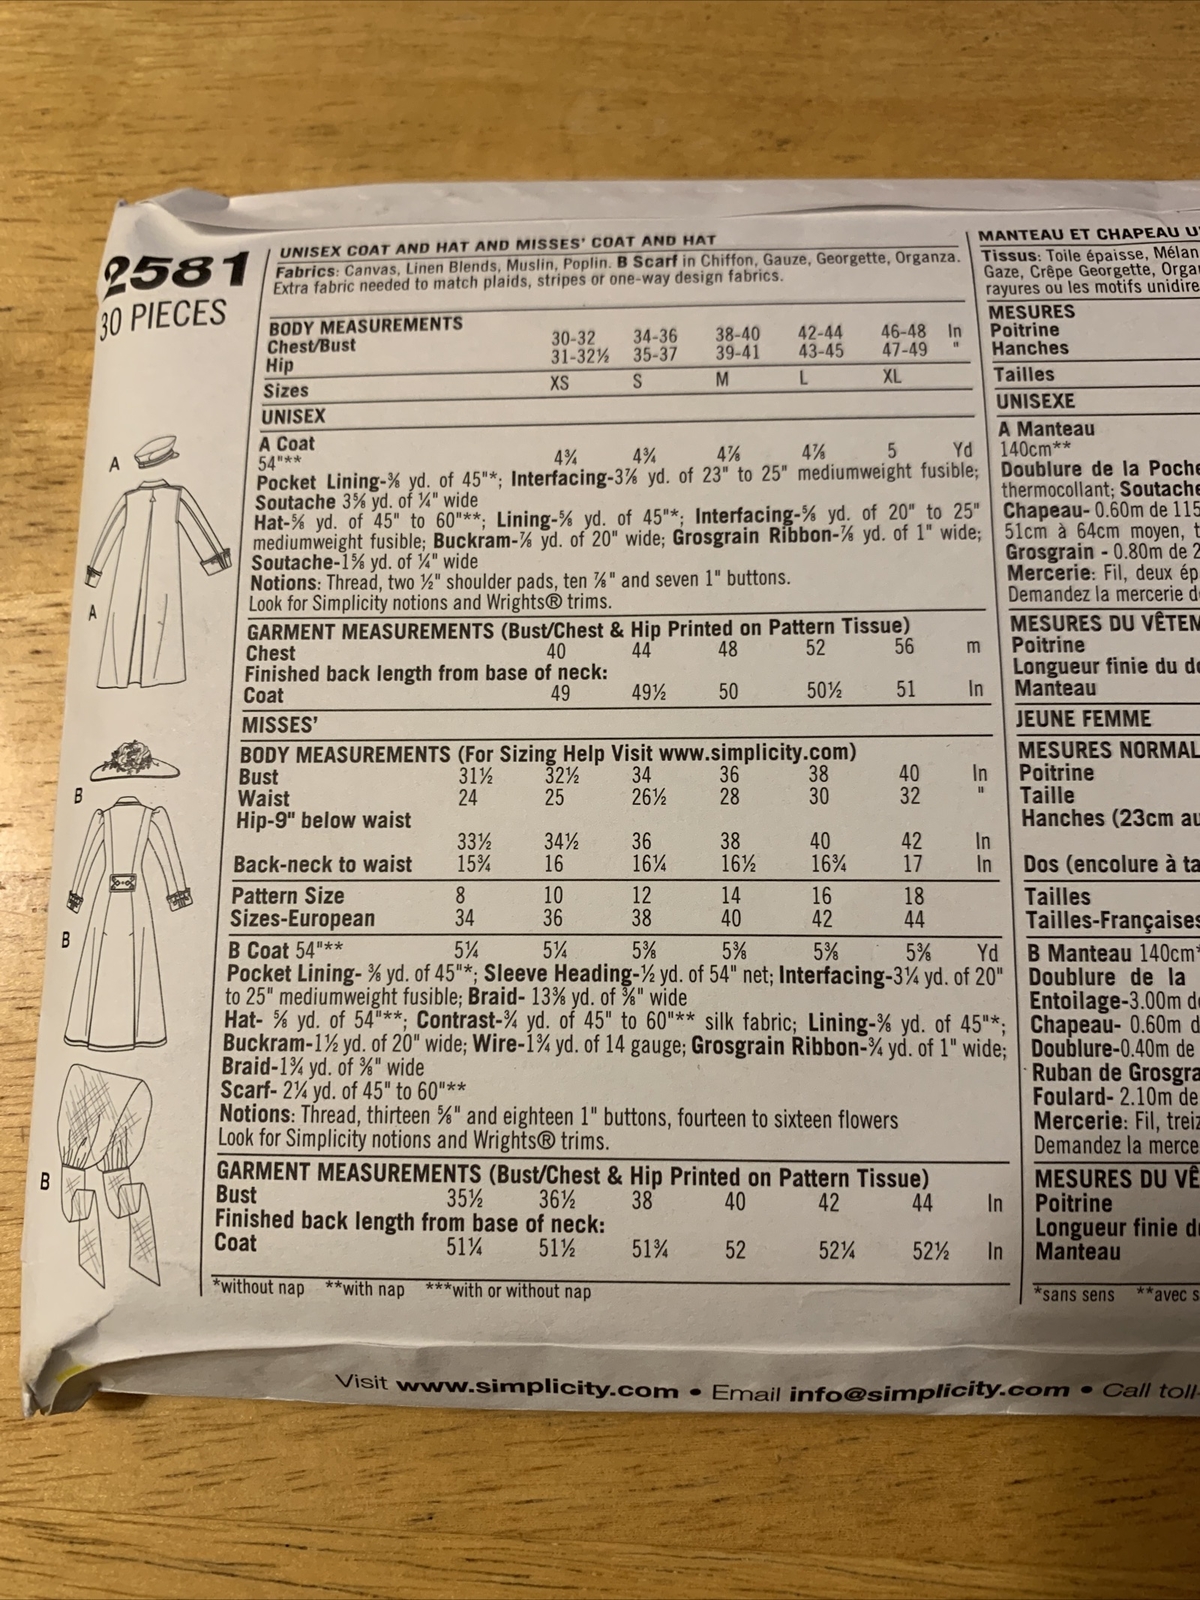 2581
30 PIECES
UNISEX COAT AND HAT AND MISSES' COAT AND HAT
Fabrics: Canvas, Linen Blends, Muslin, Poplin. B Scarf in Chiffon, Gauze, Georgette, Organza.
Extra fabric needed to match plaids, stripes or one-way design fabrics.
BODY MEASUREMENTS
Chest/Bust 30-32 34-36 38-40 42-44 46-48 In
Hip 31-32½ 35-37 39-41 43-45 47-49 "
Sizes XS S M L XL
UNISEX
A Coat
54"** 4¾ 4¾ 4⅞ 4⅞ 5 Yd
Pocket Lining-⅜ yd. of 45"*; Interfacing-3⅞ yd. of 23" to 25" mediumweight fusible;
Soutache 3⅝ yd. of ¼" wide
Hat-⅝ yd. of 45" to 60"**; Lining-⅝ yd. of 45"*; Interfacing-⅝ yd. of 20" to 25"
mediumweight fusible; Buckram-⅞ yd. of 20" wide; Grosgrain Ribbon-⅞ yd. of 1" wide;
Soutache-1⅝ yd. of ¼" wide
Notions: Thread, two ½" shoulder pads, ten ⅞" and seven 1" buttons.
Look for Simplicity notions and Wrights® trims.
GARMENT MEASUREMENTS (Bust/Chest & Hip Printed on Pattern Tissue)
Chest 40 44 48 52 56 m
Finished back length from base of neck:
Coat 49 49½ 50 50½ 51 In
MISSES'
BODY MEASUREMENTS (For Sizing Help Visit www.simplicity.com)
Bust 31½ 32½ 34 36 38 40 In
Waist 24 25 26½ 28 30 32 "
Hip-9" below waist
33½ 34½ 36 38 40 42 In
Back-neck to waist 15¾ 16 16¼ 16½ 16¾ 17 In
Pattern Size 8 10 12 14 16 18
Sizes-European 34 36 38 40 42 44
B Coat 54"** 5¼ 5¼ 5⅜ 5⅜ 5⅜ 5⅜ Yd
Pocket Lining- ⅜ yd. of 45"*; Sleeve Heading-½ yd. of 54" net; Interfacing-3¼ yd. of 20"
to 25" mediumweight fusible; Braid- 13⅜ yd. of ⅜" wide
Hat- ⅝ yd. of 54"**; Contrast-¾ yd. of 45" to 60"** silk fabric; Lining-⅜ yd. of 45"*;
Buckram-1½ yd. of 20" wide; Wire-1¾ yd. of 14 gauge; Grosgrain Ribbon-¾ yd. of 1" wide;
Braid-1¾ yd. of ⅜" wide
Scarf- 2¼ yd. of 45" to 60"**
Notions: Thread, thirteen ⅝" and eighteen 1" buttons, fourteen to sixteen flowers
Look for Simplicity notions and Wrights® trims.
GARMENT MEASUREMENTS (Bust/Chest & Hip Printed on Pattern Tissue)
Bust 35½ 36½ 38 40 42 44 In
Finished back length from base of neck:
Coat 51¼ 51½ 51¾ 52 52¼ 52½ In
*without nap **with nap ***with or without nap
A
A
B
B
B
MANTEAU ET CHAPEAU
Tissus: Toile épaisse,
Gaze, Crêpe Georgette,
rayures ou les motifs
MESURES
Poitrine
Hanches
Tailles
UNISEXE
A Manteau
140cm**
Doublure de la
thermocollant;
Chapeau- 0.60m de
51cm à 64cm moyen,
Grosgrain - 0.80m de
Mercerie: Fil, deux
Demandez la mercerie
MESURES DU
Poitrine
Longueur finie du
Manteau
JEUNE FEMME
MESURES
Poitrine
Taille
Hanches (23cm
Dos (encolure à
Tailles
Tailles-Françaises
B Manteau 140cm*
Doublure de la
Entoilage-3.00m
Chapeau- 0.60m
Doublure-0.40m de
Ruban de
Foulard- 2.10m de
Mercerie: Fil,
Demandez la
MESURES DU
Poitrine
Longueur finie
Manteau
*sans sens **avec
Visit www.simplicity.com • Email info@simplicity.com • Call